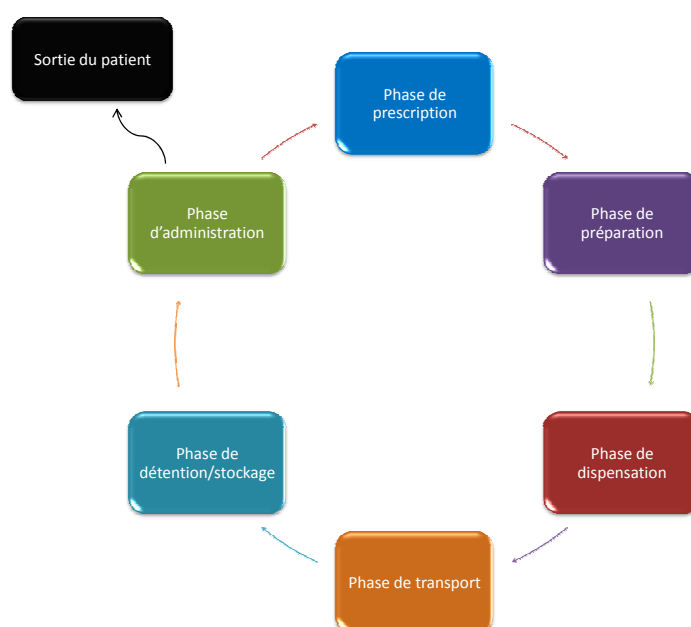 Sortie du patient
Phase de
prescription
Phase
d’administration
Phase de
préparation
Phase de
détention/stockage
Phase de
dispensation
Phase de transport